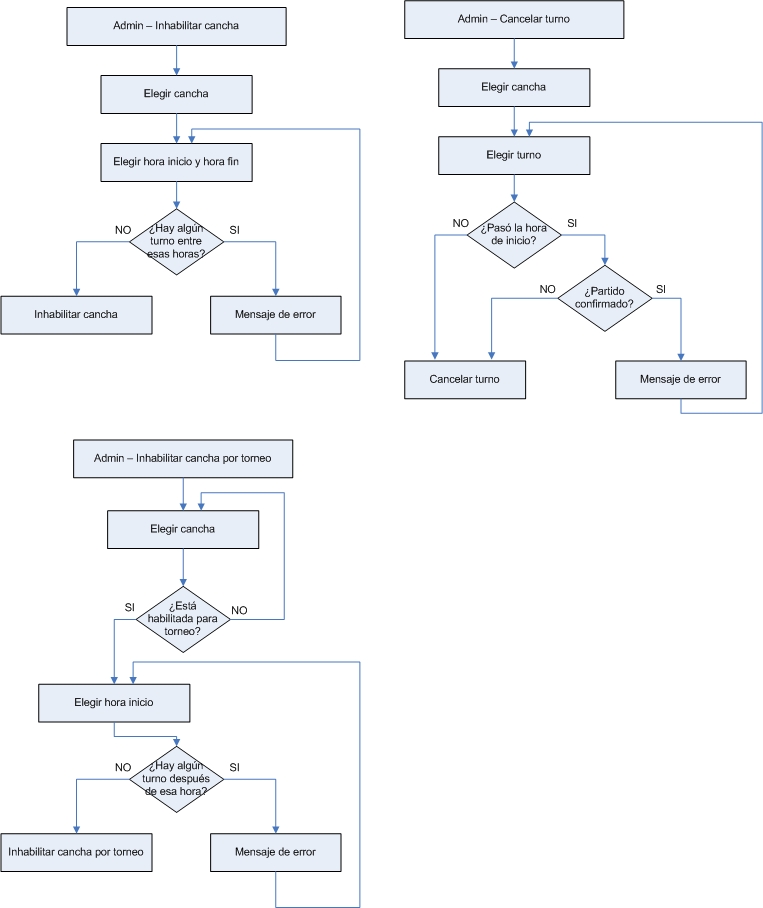 Admin – Inhabilitar cancha
Elegir cancha
Elegir hora inicio y hora fin
¿Hay algún
turno entre
esas horas?
NO
SI
Inhabilitar cancha
Mensaje de error
Admin – Cancelar turno
Elegir cancha
Elegir turno
¿Pasó la hora
de inicio?
NO
SI
¿Partido
confirmado?
NO
SI
Cancelar turno
Mensaje de error
Admin – Inhabilitar cancha por torneo
Elegir cancha
¿Está
habilitada para
torneo?
SI
NO
Elegir hora inicio
¿Hay algún
turno después
de esa hora?
NO
SI
Inhabilitar cancha por torneo
Mensaje de error